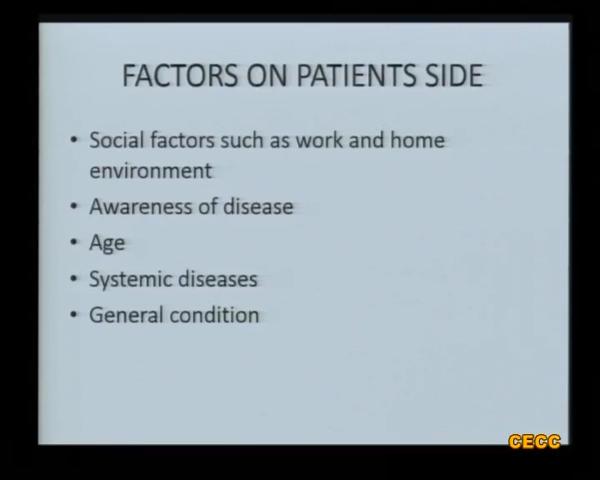 FACTORS ON PATIENTS SIDE
• Social factors such as work and home
environment
• Awareness of disease
• Age
• Systemic diseases
• General condition
CECC